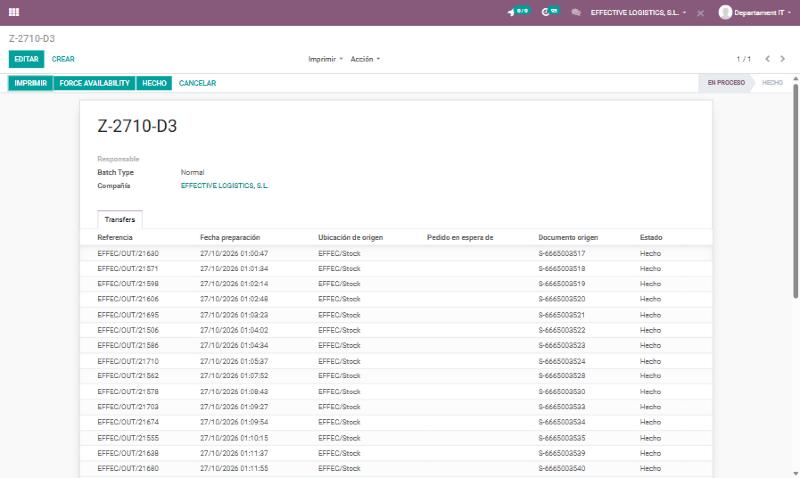 0/0 98 EFFECTIVE LOGISTICS, S.L. Departament IT
Z-2710-D3
EDITAR CREAR Imprimir Acción 1 / 1
IMPRIMIR FORCE AVAILABILITY HECHO CANCELAR EN PROCESO HECHO
Z-2710-D3
Responsable
Batch Type Normal
Compañía EFFECTIVE LOGISTICS, S.L.
Transfers
Referencia Fecha preparación Ubicación de origen Pedido en espera de Documento origen Estado
EFFEC/OUT/21630 27/10/2026 01:00:47 EFFEC/Stock S-6665003517 Hecho
EFFEC/OUT/21571 27/10/2026 01:01:34 EFFEC/Stock S-6665003518 Hecho
EFFEC/OUT/21598 27/10/2026 01:02:14 EFFEC/Stock S-6665003519 Hecho
EFFEC/OUT/21606 27/10/2026 01:02:48 EFFEC/Stock S-6665003520 Hecho
EFFEC/OUT/21695 27/10/2026 01:03:23 EFFEC/Stock S-6665003521 Hecho
EFFEC/OUT/21506 27/10/2026 01:04:02 EFFEC/Stock S-6665003522 Hecho
EFFEC/OUT/21586 27/10/2026 01:04:34 EFFEC/Stock S-6665003523 Hecho
EFFEC/OUT/21710 27/10/2026 01:05:37 EFFEC/Stock S-6665003524 Hecho
EFFEC/OUT/21562 27/10/2026 01:07:52 EFFEC/Stock S-6665003528 Hecho
EFFEC/OUT/21578 27/10/2026 01:08:43 EFFEC/Stock S-6665003530 Hecho
EFFEC/OUT/21703 27/10/2026 01:09:27 EFFEC/Stock S-6665003533 Hecho
EFFEC/OUT/21674 27/10/2026 01:09:54 EFFEC/Stock S-6665003534 Hecho
EFFEC/OUT/21555 27/10/2026 01:10:15 EFFEC/Stock S-6665003535 Hecho
EFFEC/OUT/21638 27/10/2026 01:11:37 EFFEC/Stock S-6665003539 Hecho
EFFEC/OUT/21680 27/10/2026 01:11:55 EFFEC/Stock S-6665003540 Hecho